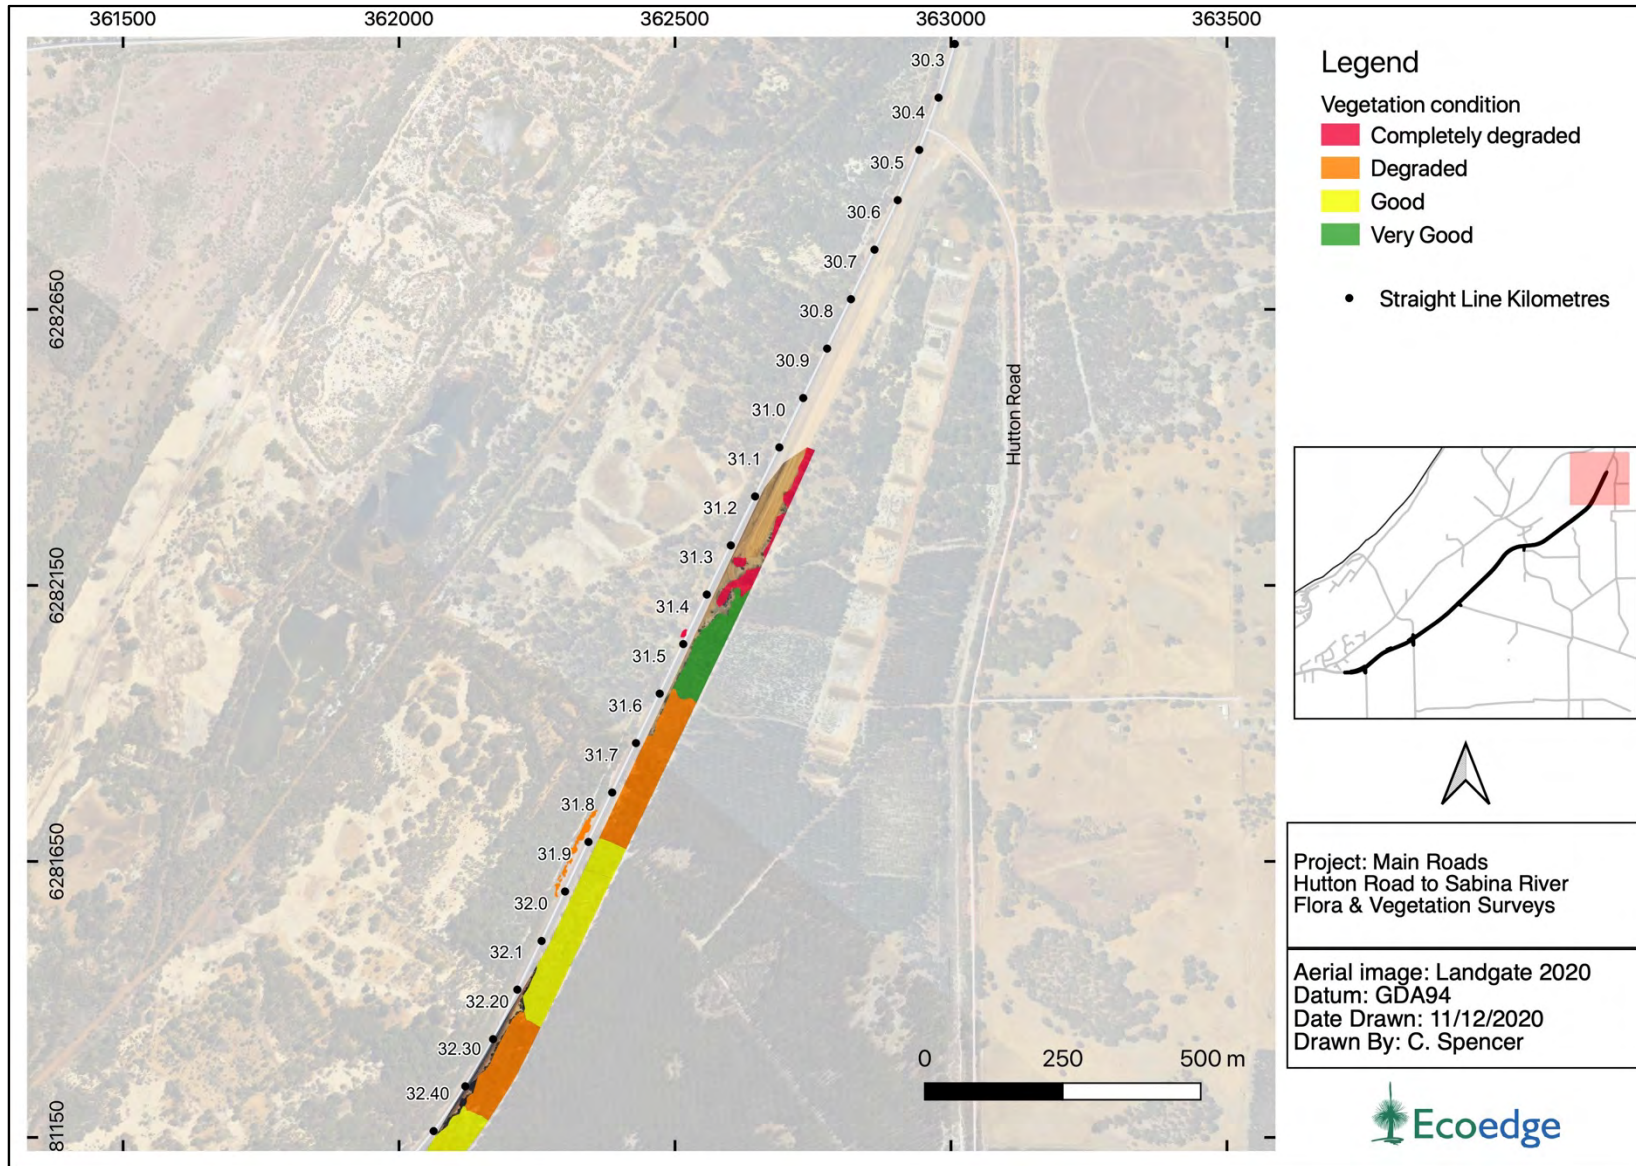 361500
362000
362500
363000
363500
6282650
6282150
6281650
81150
30.3
30.4
30.5
30.6
30.7
30.8
30.9
31.0
31.1
31.2
31.3
31.4
31.5
31.6
31.7
31.8
31.9
32.0
32.1
32.20
32.30
32.40
Hutton Road
0 250 500 m
Legend
Vegetation condition
Completely degraded
Degraded
Good
Very Good
Straight Line Kilometres
Project: Main Roads
Hutton Road to Sabina River
Flora & Vegetation Surveys
Aerial image: Landgate 2020
Datum: GDA94
Date Drawn: 11/12/2020
Drawn By: C. Spencer
Ecoedge